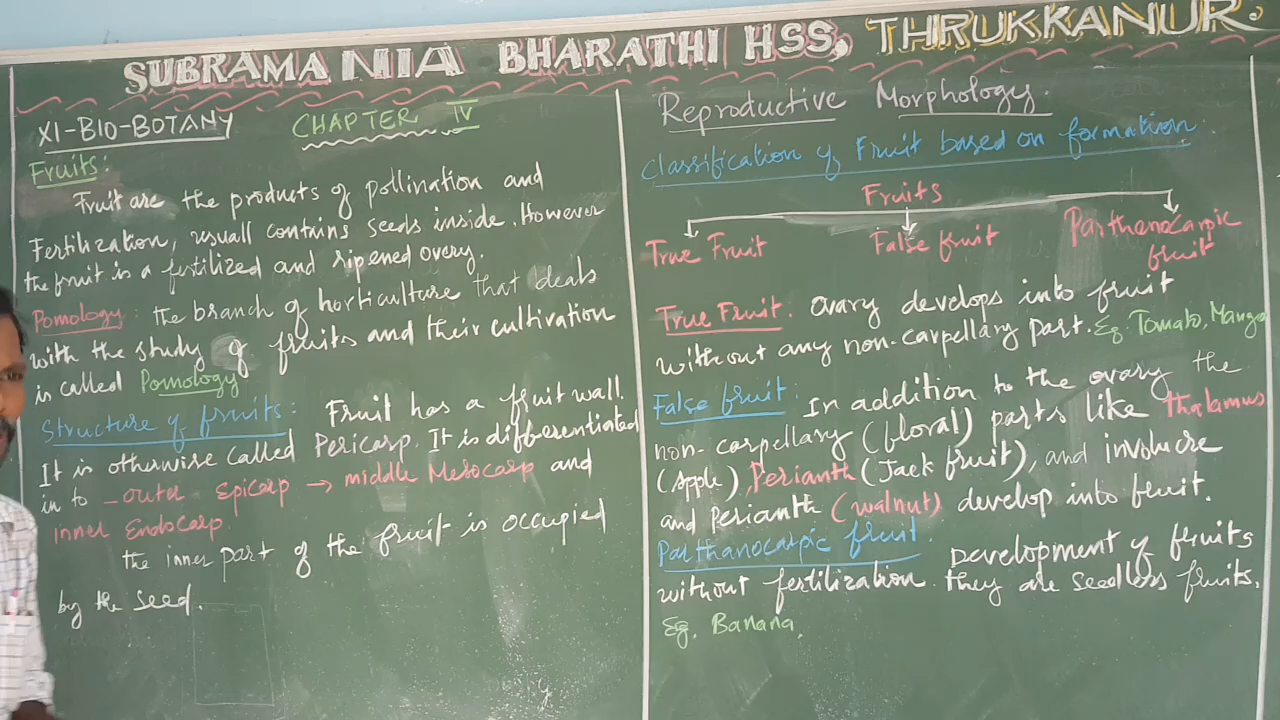 SUBRAMANIA BHARATHI HSS, THRUKKANUR.
XI-BIO-BOTANY CHAPTER IV
Fruits:
Fruit are the products of pollination and
Fertilization, usuall contains seeds inside. However
the fruit is a fertilized and ripened overy.
Pomology: the branch of horticulture that deals
with the study of fruits and their cultivation
is called Pomology
Structure of fruits: Fruit has a fruit wall.
It is otherwise called Pericarp. It is differentiated
in to - outer Epicarp → middle Mesocarp and
inner Endocarp.
the inner part of the fruit is occupied
by the seed.
Reproductive Morphology.
Classification of Fruit based on formation.
Fruits
True Fruit False fruit Parthanocarpic
fruit
True Fruit. Ovary develops into fruit
without any non-carpellary part. Eg. Tomato, Mango
False fruit: In addition to the ovary the
non-carpellary (floral) parts like Thalamus
(Apple), Perianth (Jack fruit), and involucre
and Perianth (walnut) develop into fruit.
Parthanocarpic fruit. Development of fruits
without fertilization. They are seedless fruits.
Eg. Banana.